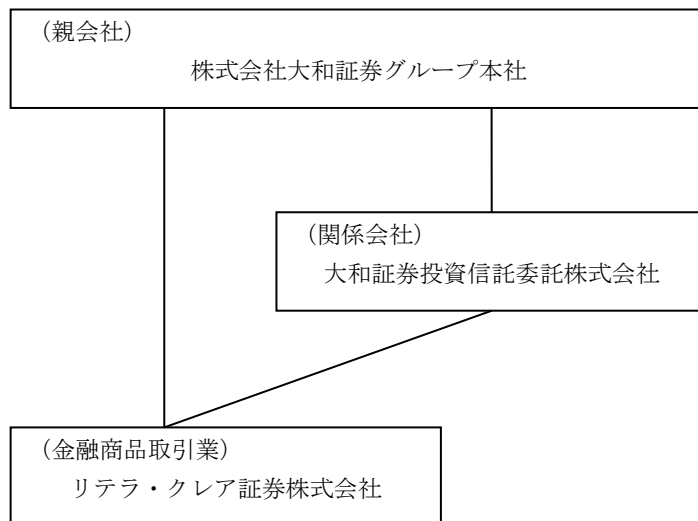 （親会社）
株式会社大和証券グループ本社
（関係会社）
大和証券投資信託委託株式会社
（金融商品取引業）
リテラ・クレア証券株式会社